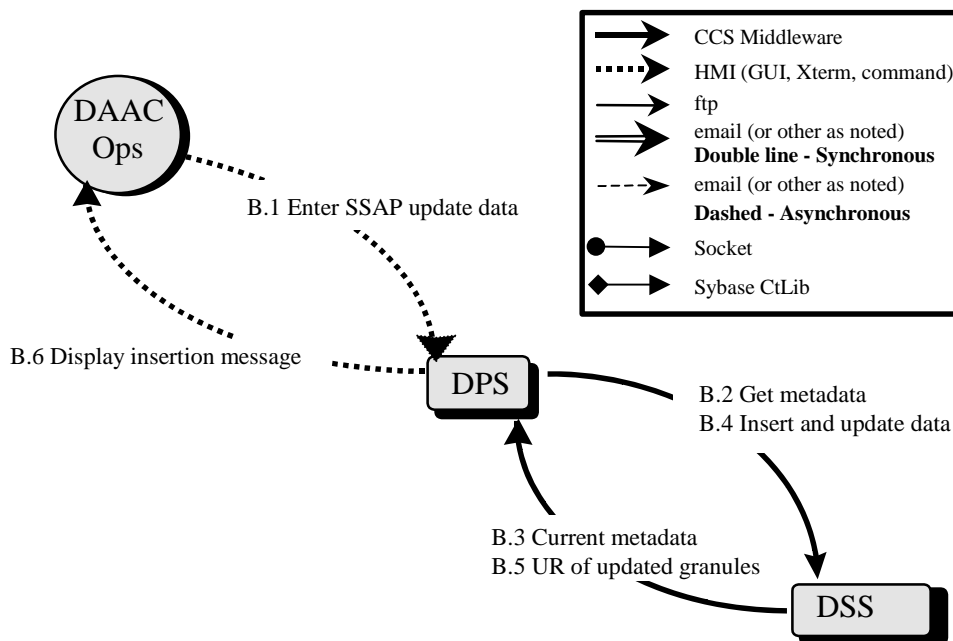 DAAC
Ops
B.1 Enter SSAP update data
B.6 Display insertion message
DPS
B.2 Get metadata
B.4 Insert and update data
B.3 Current metadata
B.5 UR of updated granules
DSS
CCS Middleware
HMI (GUI, Xterm, command)
ftp
email (or other as noted)
Double line - Synchronous
email (or other as noted)
Dashed - Asynchronous
Socket
Sybase CtLib